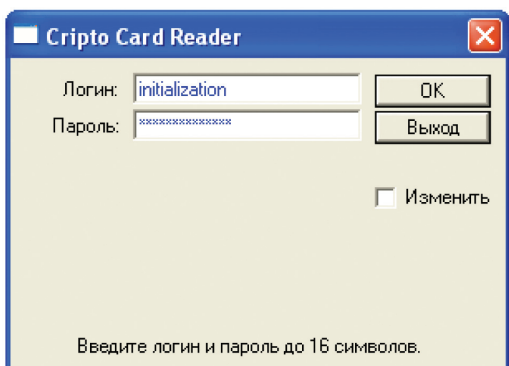 Cripto Card Reader
Логин: initialization OK
Пароль: ************** Выход
Изменить
Введите логин и пароль до 16 символов.